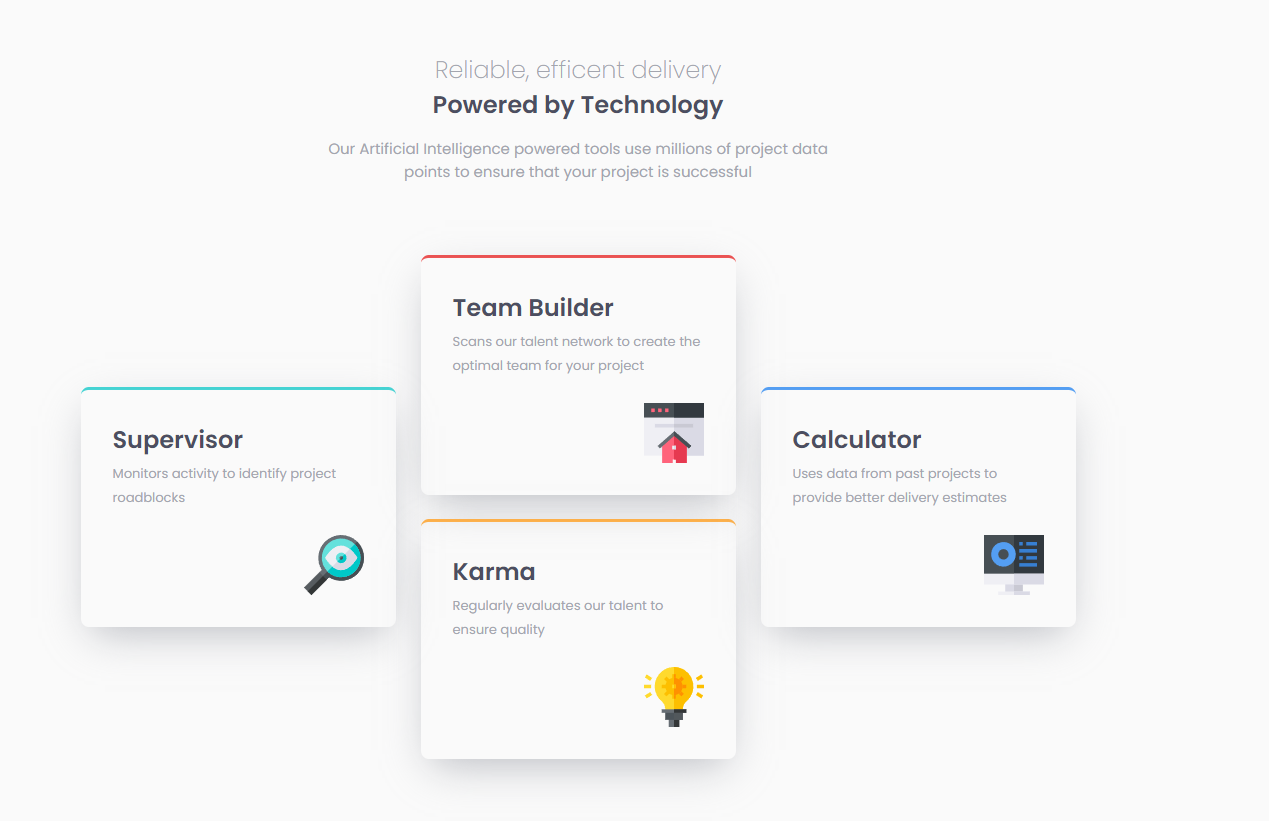 Reliable, efficent delivery
Powered by Technology
Our Artificial Intelligence powered tools use millions of project data
points to ensure that your project is successful
Team Builder
Scans our talent network to create the
optimal team for your project
Supervisor
Monitors activity to identify project
roadblocks
Calculator
Uses data from past projects to
provide better delivery estimates
Karma
Regularly evaluates our talent to
ensure quality